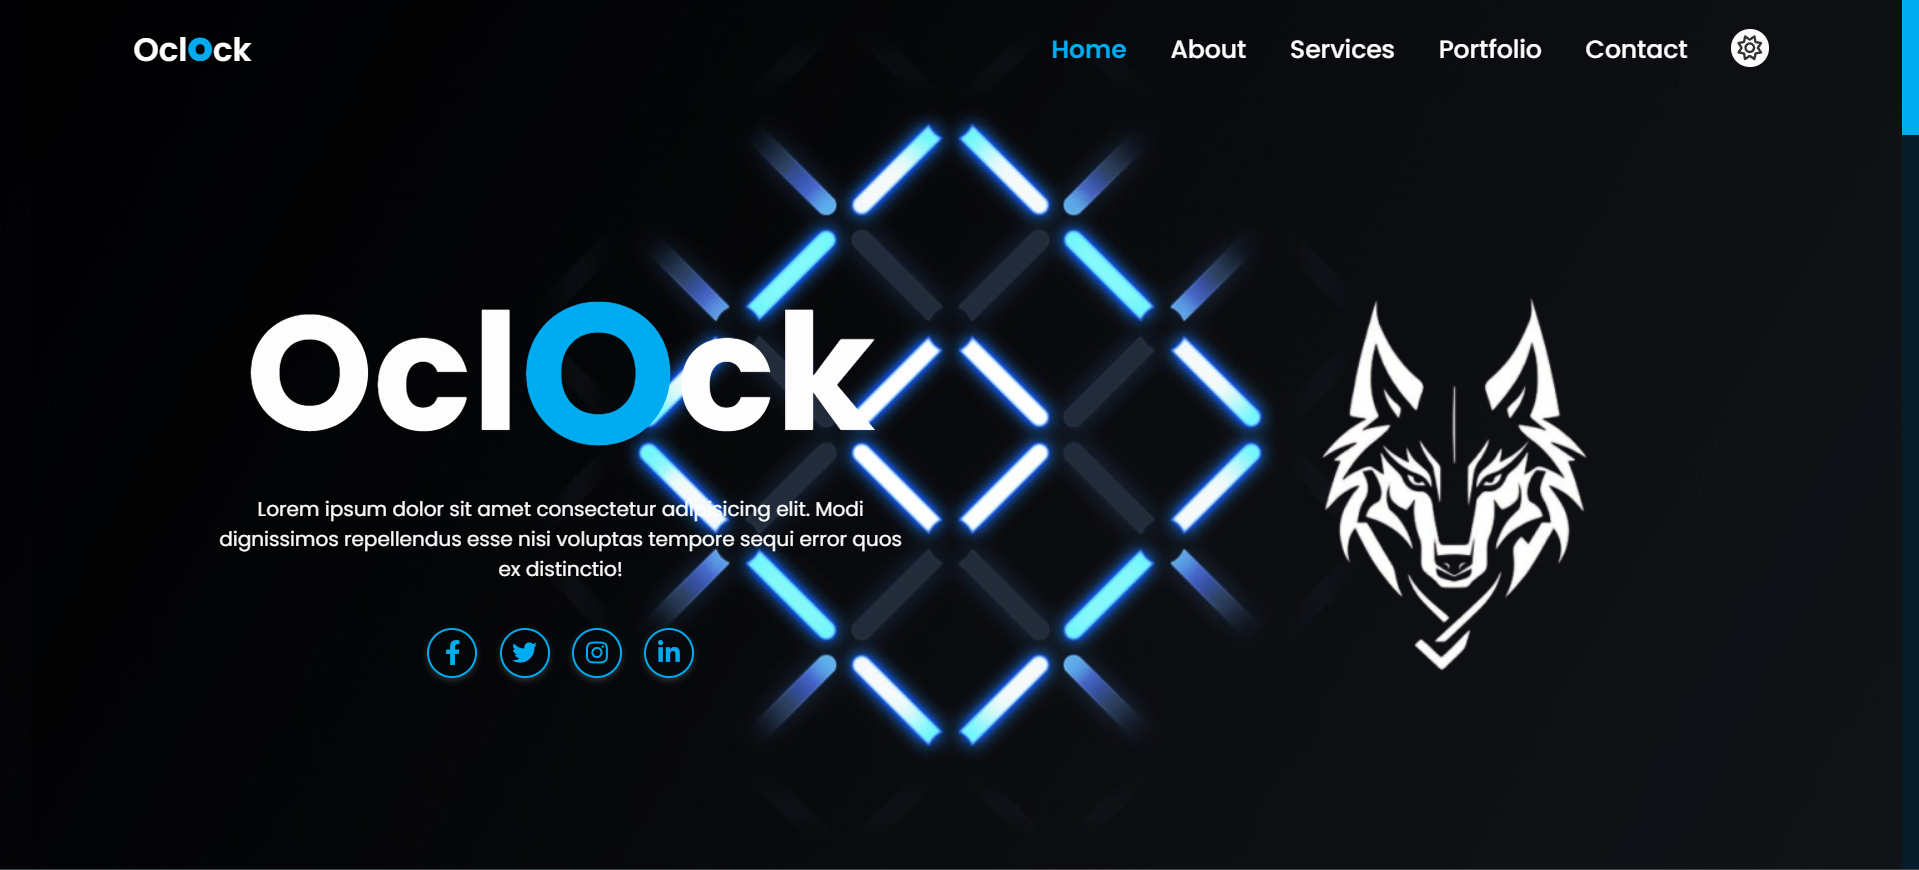 OclOck
Home About Services Portfolio Contact
OclOck
Lorem ipsum dolor sit amet consectetur adipisicing elit. Modi
dignissimos repellendus esse nisi voluptas tempore sequi error quos
ex distinctio!